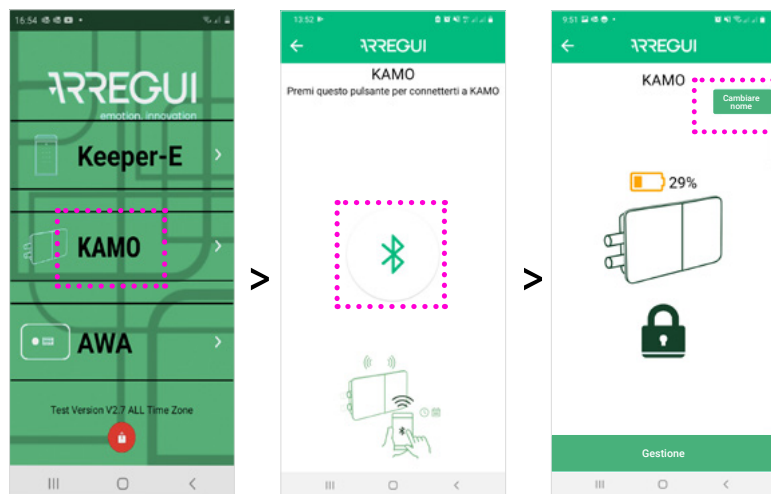 16:54
ARREGUI
emotion. innovation
Keeper-E
KAMO
AWA
Test Version V2.7 ALL Time Zone
>
13:52
ARREGUI
KAMO
Premi questo pulsante per connetterti a KAMO
>
9:51
ARREGUI
KAMO
Cambiare
nome
29%
Gestione